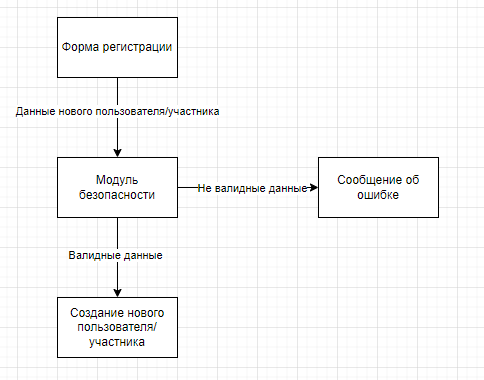 Форма регистрации
Данные нового пользователя/участника
Модуль
безопасности
Не валидные данные
Сообщение об
ошибке
Валидные данные
Создание нового
пользователя/
участника